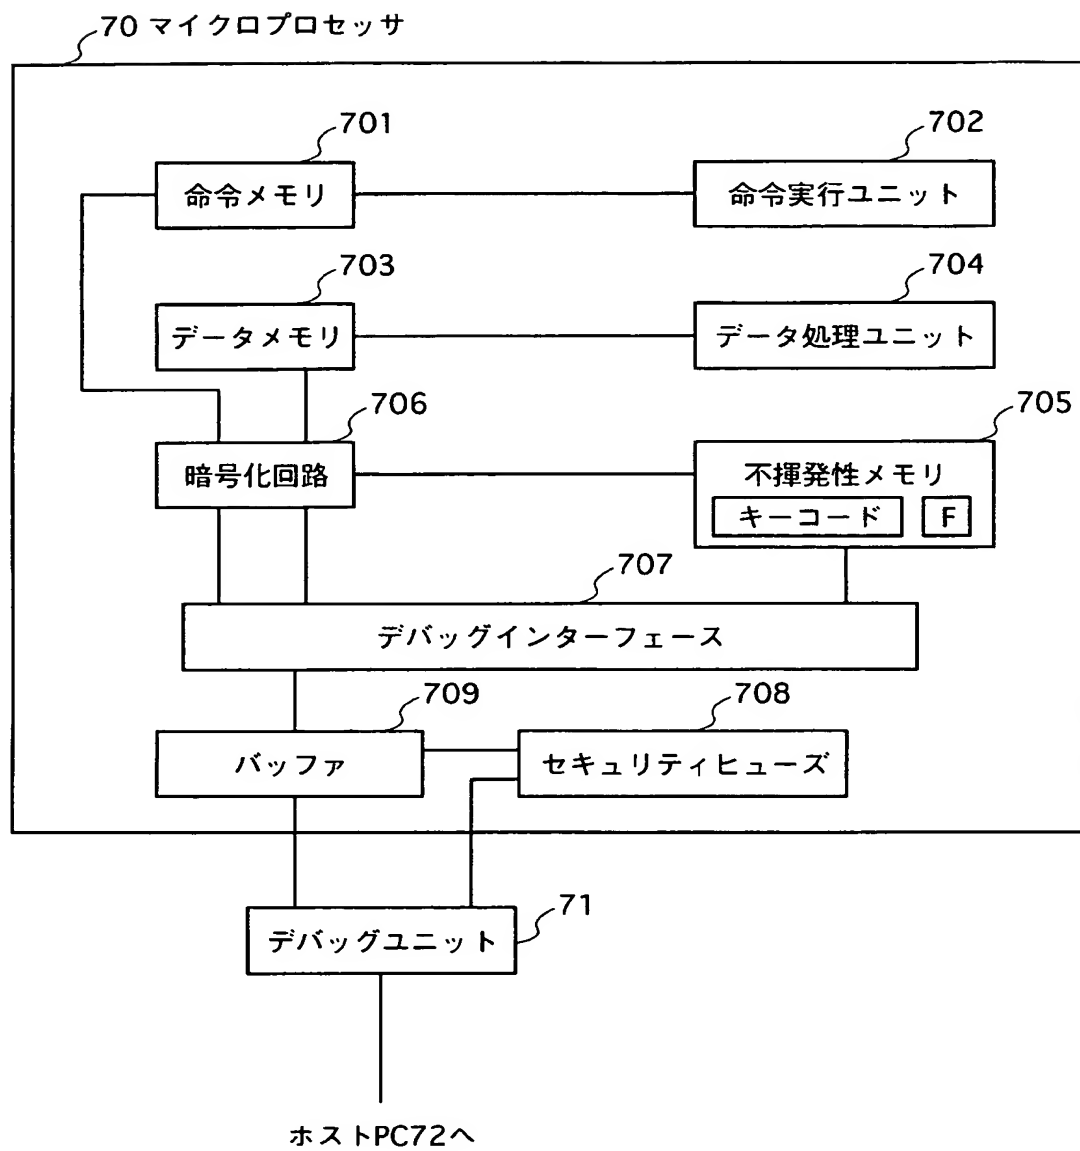 70 マイクロプロセッサ
701
702
命令メモリ
命令実行ユニット
703
704
データメモリ
データ処理ユニット
706
705
暗号化回路
不揮発性メモリ
キーコード
F
707
デバッグインターフェース
709
708
バッファ
セキュリティヒューズ
71
デバッグユニット
ホストPC72へ